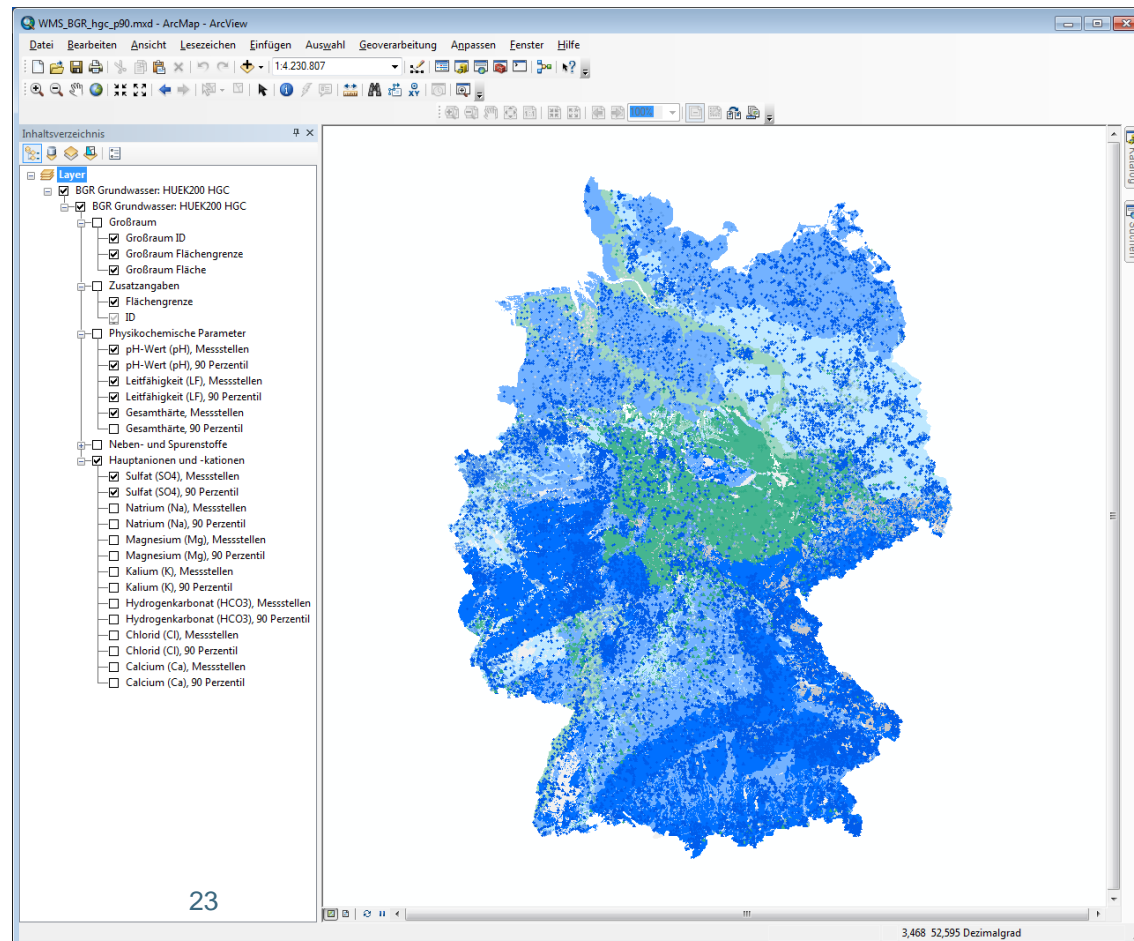 WMS_BGR_hgc_p90.mxd - ArcMap - ArcView
Datei Bearbeiten Ansicht Lesezeichen Einfügen Auswahl Geoverarbeitung Anpassen Fenster Hilfe
1:4.230.807
100%
Inhaltsverzeichnis
Layer
BGR Grundwasser: HUEK200 HGC
BGR Grundwasser: HUEK200 HGC
Großraum
Großraum ID
Großraum Flächengrenze
Großraum Fläche
Zusatzangaben
Flächengrenze
ID
Physikochemische Parameter
pH-Wert (pH), Messstellen
pH-Wert (pH), 90 Perzentil
Leitfähigkeit (LF), Messstellen
Leitfähigkeit (LF), 90 Perzentil
Gesamthärte, Messstellen
Gesamthärte, 90 Perzentil
Neben- und Spurenstoffe
Hauptanionen und -kationen
Sulfat (SO4), Messstellen
Sulfat (SO4), 90 Perzentil
Natrium (Na), Messstellen
Natrium (Na), 90 Perzentil
Magnesium (Mg), Messstellen
Magnesium (Mg), 90 Perzentil
Kalium (K), Messstellen
Kalium (K), 90 Perzentil
Hydrogenkarbonat (HCO3), Messstellen
Hydrogenkarbonat (HCO3), 90 Perzentil
Chlorid (Cl), Messstellen
Chlorid (Cl), 90 Perzentil
Calcium (Ca), Messstellen
Calcium (Ca), 90 Perzentil
Katalog
Suchen
23
3,468 52,595 Dezimalgrad